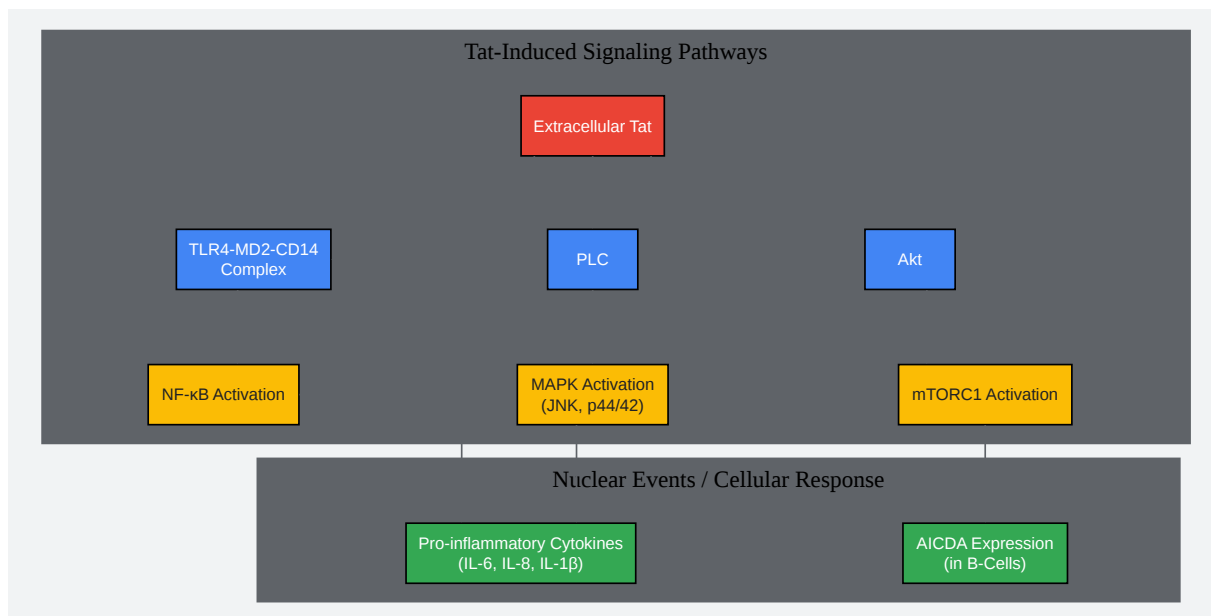 Tat-Induced Signaling Pathways
Extracellular Tat
TLR4-MD2-CD14
Complex
PLC
Akt
NF-κB Activation
MAPK Activation
(JNK, p44/42)
mTORC1 Activation
Nuclear Events / Cellular Response
Pro-inflammatory Cytokines
(IL-6, IL-8, IL-1β)
AICDA Expression
(in B-Cells)